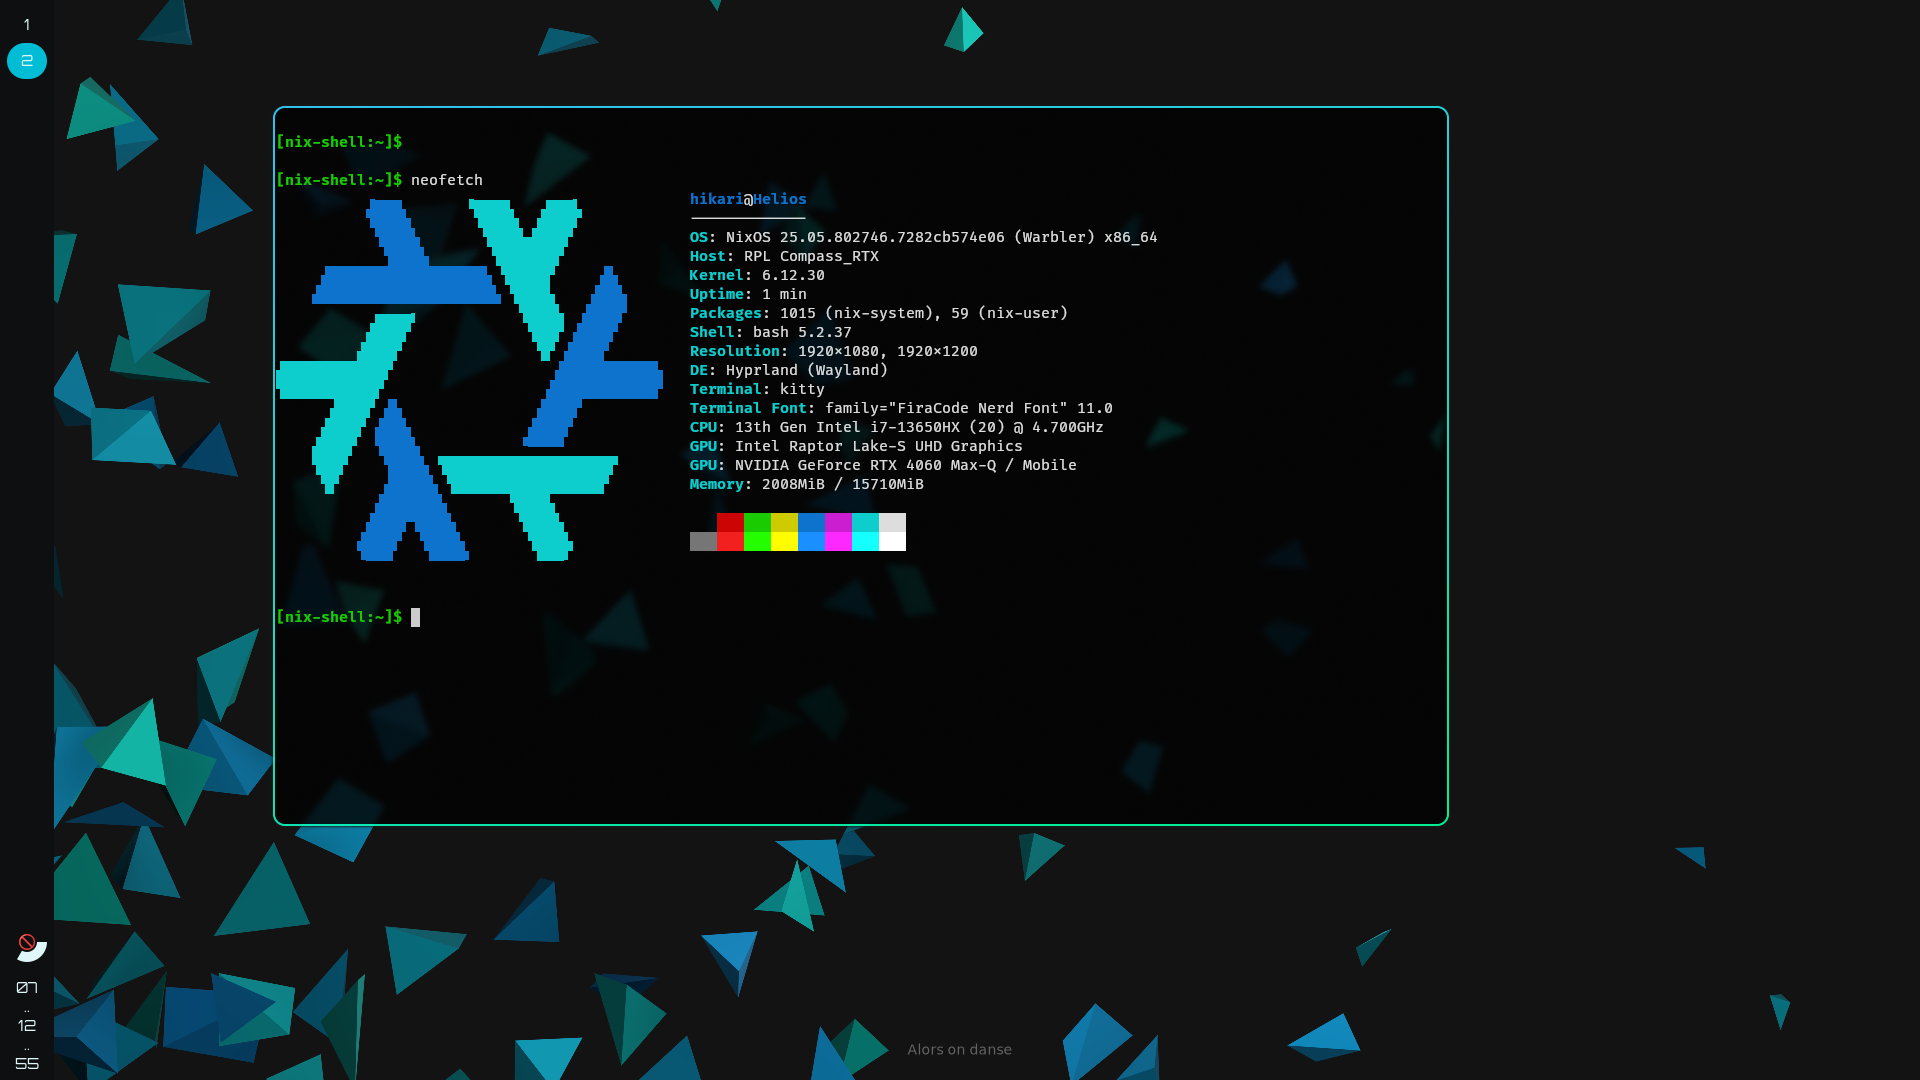 1
2
[nix-shell:~]$
[nix-shell:~]$ neofetch
hikari@Helios
-------------
OS: NixOS 25.05.802746.7282cb574e06 (Warbler) x86_64
Host: RPL Compass_RTX
Kernel: 6.12.30
Uptime: 1 min
Packages: 1015 (nix-system), 59 (nix-user)
Shell: bash 5.2.37
Resolution: 1920x1080, 1920x1200
DE: Hyprland (Wayland)
Terminal: kitty
Terminal Font: family="FiraCode Nerd Font" 11.0
CPU: 13th Gen Intel i7-13650HX (20) @ 4.700GHz
GPU: Intel Raptor Lake-S UHD Graphics
GPU: NVIDIA GeForce RTX 4060 Max-Q / Mobile
Memory: 2008MiB / 15710MiB
[nix-shell:~]$
07
..
12
..
55
Alors on danse